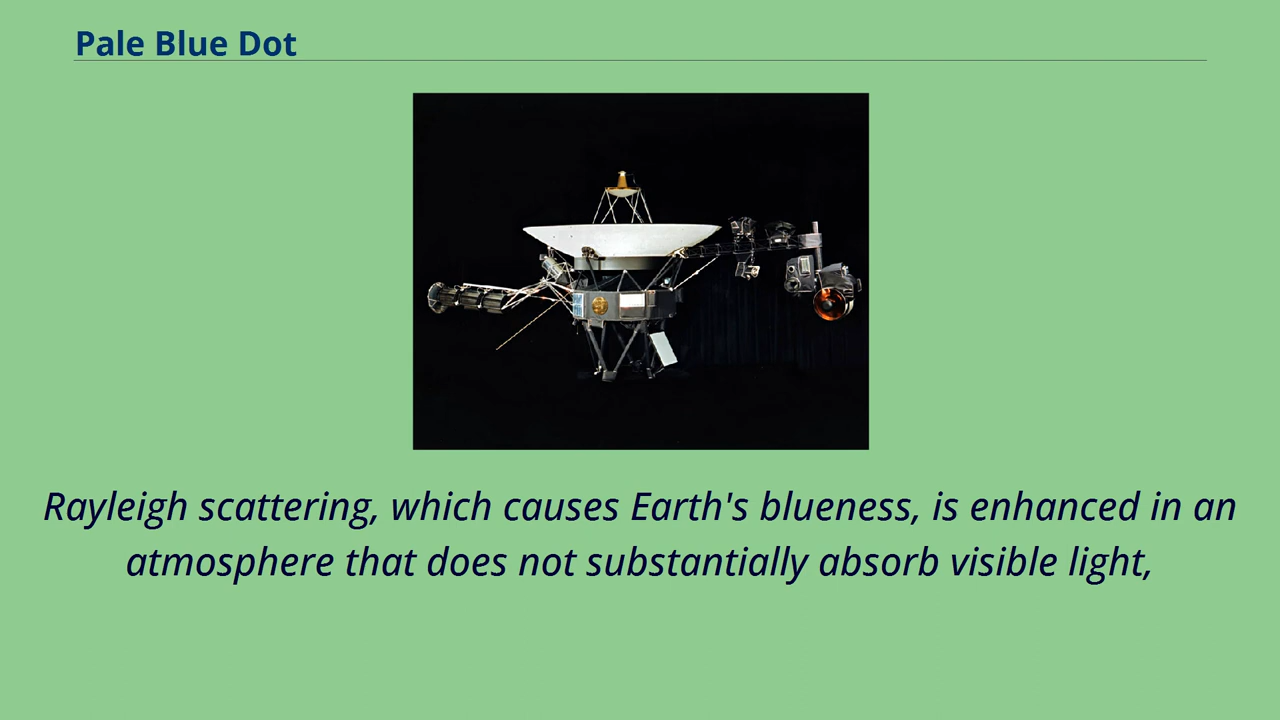 Pale Blue Dot
Rayleigh scattering, which causes Earth's blueness, is enhanced in an
atmosphere that does not substantially absorb visible light,